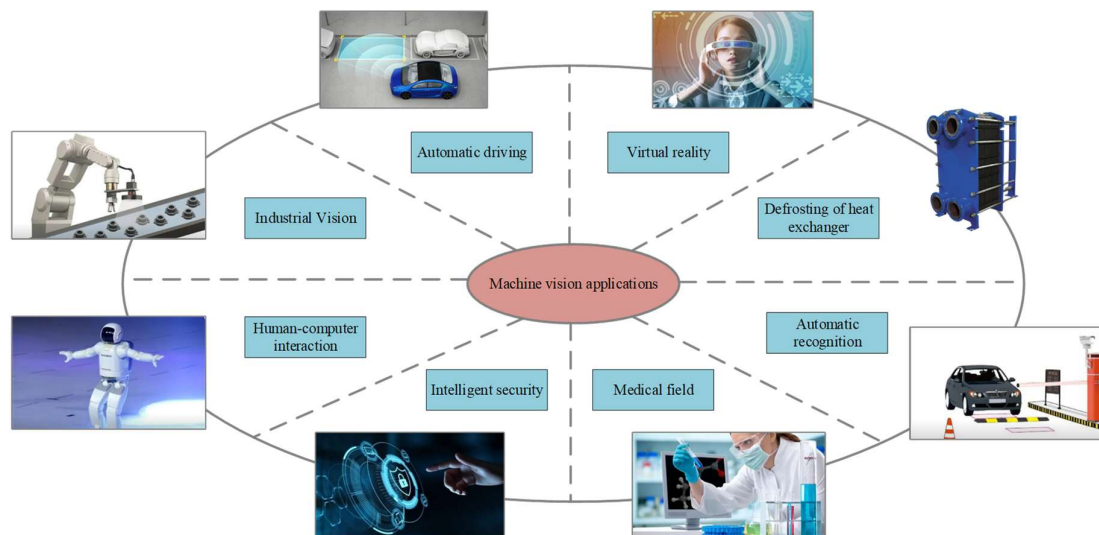 Automatic driving
Virtual reality
Industrial Vision
Defrosting of heat
exchanger
Machine vision applications
Human-computer
interaction
Automatic
recognition
Intelligent security
Medical field